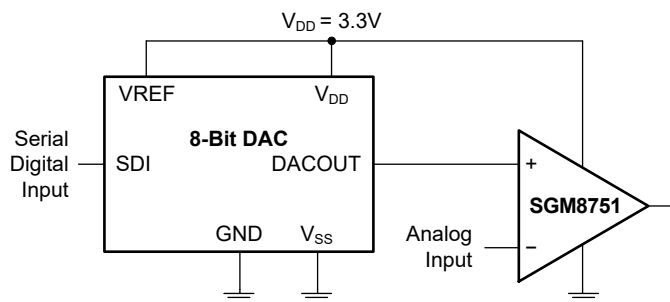 V_DD = 3.3V
VREF
V_DD
8-Bit DAC
Serial
Digital
Input
SDI
DACOUT
+
SGM8751
GND
V_SS
Analog
Input
−